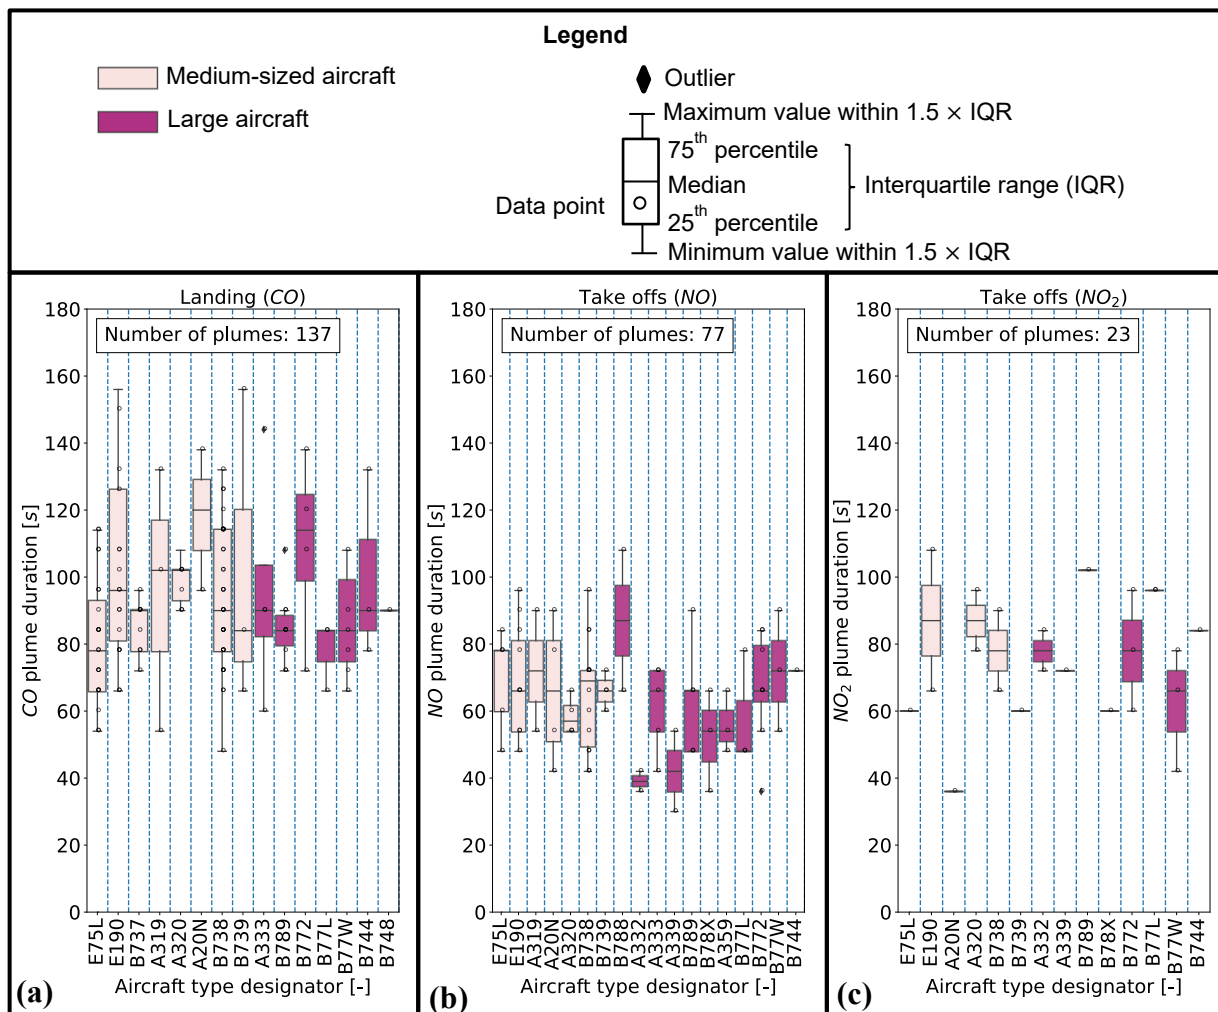 Legend
Medium-sized aircraft
Large aircraft
Outlier
Maximum value within 1.5 × IQR
75th percentile
Median
Interquartile range (IQR)
Data point
25th percentile
Minimum value within 1.5 × IQR
Landing (CO)
Number of plumes: 137
CO plume duration [s]
180
160
140
120
100
80
60
40
20
0
E75L
E190
B737
A319
A320
A20N
B738
B739
A333
B789
B772
B77L
B77W
B744
B748
Aircraft type designator [-]
(a)
Take offs (NO)
Number of plumes: 77
NO plume duration [s]
180
160
140
120
100
80
60
40
20
0
E75L
E190
A319
A20N
A320
B738
B739
B788
A332
A333
A339
B789
B78X
A359
B77L
B772
B77W
B744
Aircraft type designator [-]
(b)
Take offs (NO2)
Number of plumes: 23
NO2 plume duration [s]
180
160
140
120
100
80
60
40
20
0
E75L
E190
A20N
A320
B738
B739
A332
A339
B789
B78X
B772
B77L
B77W
B744
Aircraft type designator [-]
(c)